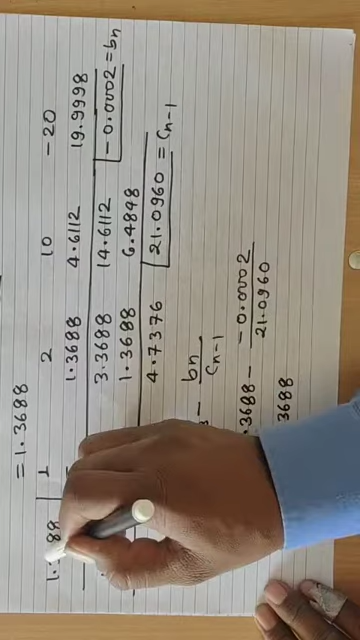 = 1.3688
1 2 10 -20
1.3688 4.6112 19.9998
3.3688 14.6112 -0.0002 = bn
1.3688 6.4848
4.7376 21.0960 = Cn-1
- bn / Cn-1
.3688 - -0.0002 / 21.0960
3688